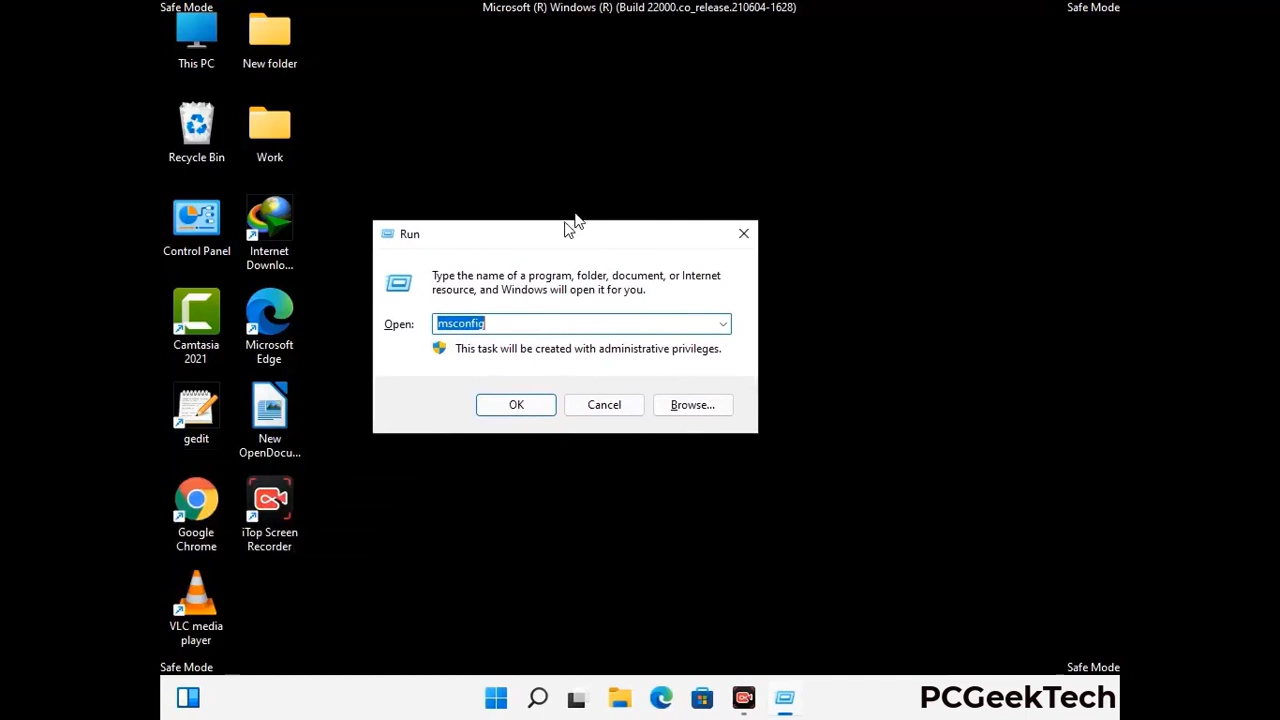 Safe Mode
Microsoft (R) Windows (R) (Build 22000.co_release.210604-1628)
Safe Mode
This PC
New folder
Recycle Bin
Work
Control Panel
Internet
Downlo...
Camtasia
2021
Microsoft
Edge
gedit
New
OpenDocu...
Google
Chrome
iTop Screen
Recorder
VLC media
player
Run
Type the name of a program, folder, document, or Internet
resource, and Windows will open it for you.
Open:
msconfig
This task will be created with administrative privileges.
OK
Cancel
Browse...
Safe Mode
Safe Mode
PCGeekTech